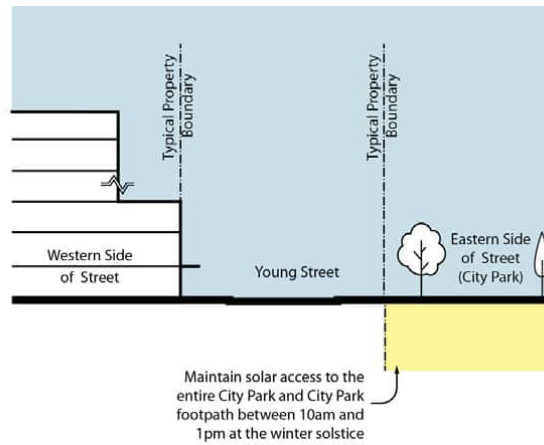 Typical Property
Boundary
Typical Property
Boundary
Western Side
of Street
Young Street
Eastern Side
of Street
(City Park)
Maintain solar access to the
entire City Park and City Park
footpath between 10am and
1pm at the winter solstice